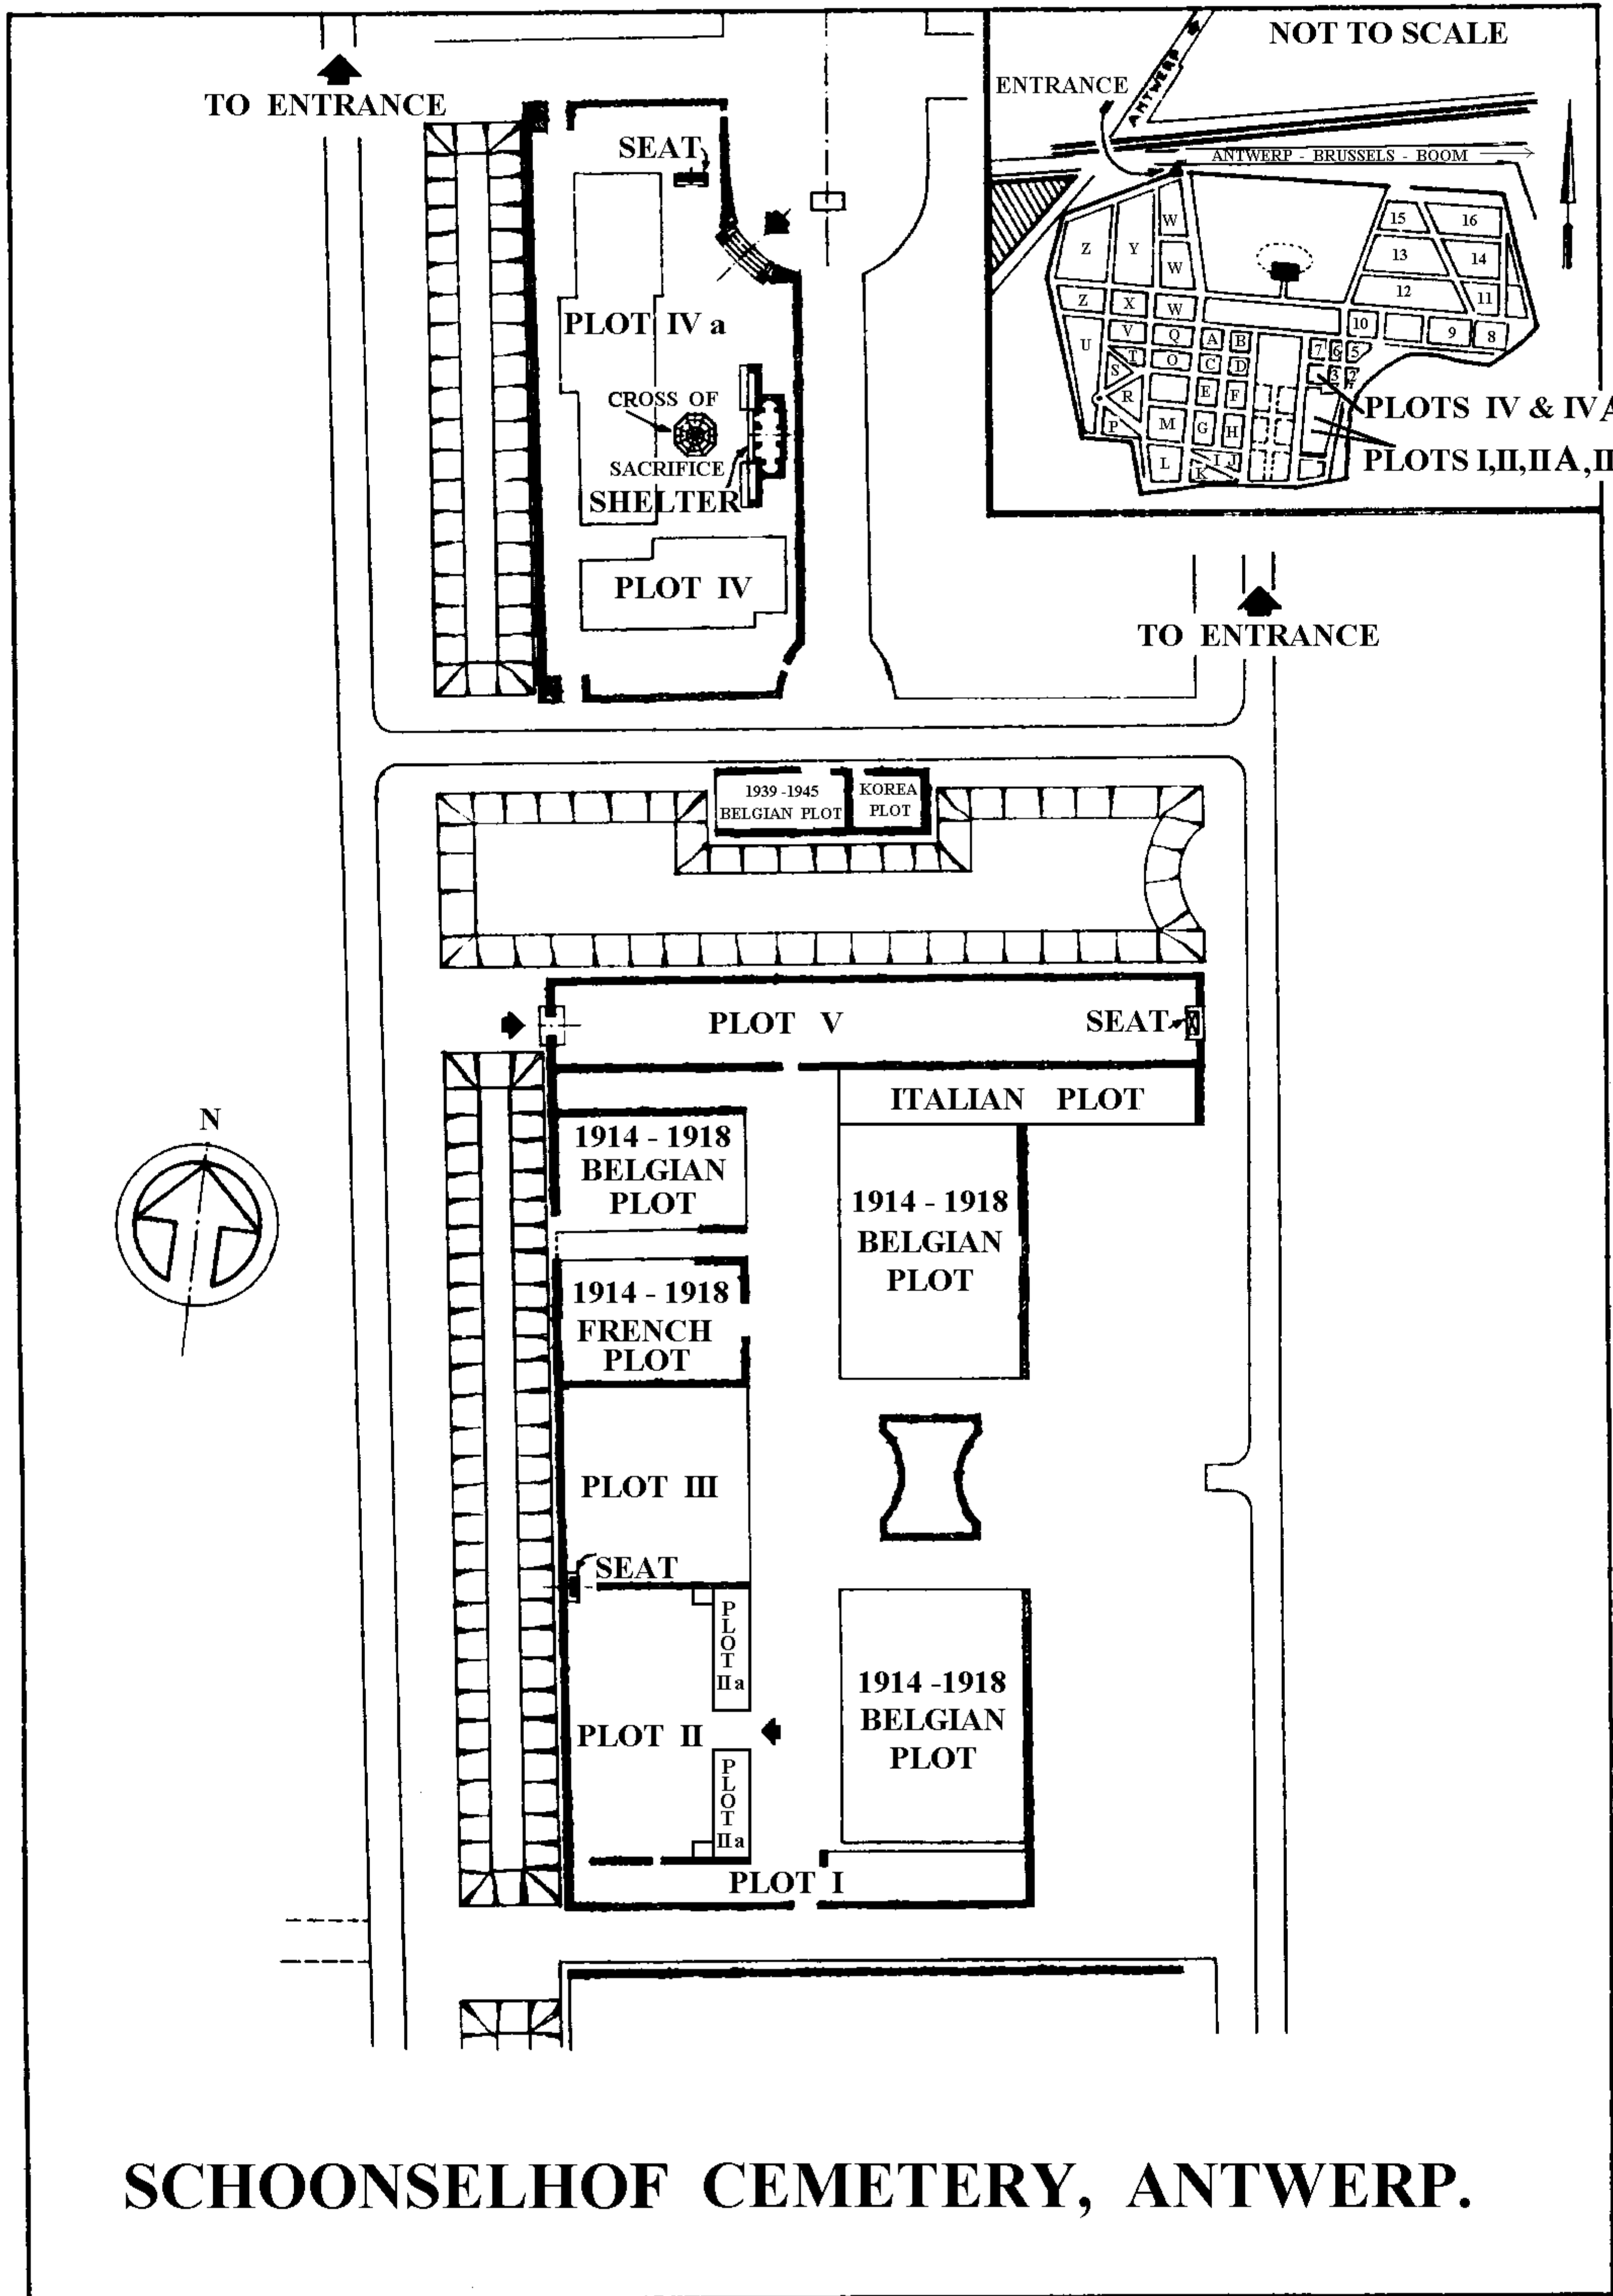 NOT TO SCALE
ENTRANCE
ANTWERP
TO ENTRANCE
ANTWERP - BRUSSELS - BOOM
SEAT
W
15
16
Z
Y
13
14
W
12
11
Z
X
W
PLOT IV a
10
9
8
V
Q
A
B
U
7
6
5
T
O
C
D
S
3
2
R
E
F
CROSS OF
PLOTS IV & IVA
P
M
G
H
SACRIFICE
L
I
J
K
PLOTS I,II,IIA,II
SHELTER
PLOT IV
TO ENTRANCE
1939 -1945
BELGIAN PLOT
KOREA
PLOT
PLOT V
SEAT
ITALIAN PLOT
N
1914 - 1918
BELGIAN
PLOT
1914 - 1918
BELGIAN
PLOT
1914 - 1918
FRENCH
PLOT
PLOT III
SEAT
PLOT
IIa
1914 -1918
BELGIAN
PLOT
PLOT II
PLOT
IIa
PLOT I
SCHOONSELHOF CEMETERY, ANTWERP.